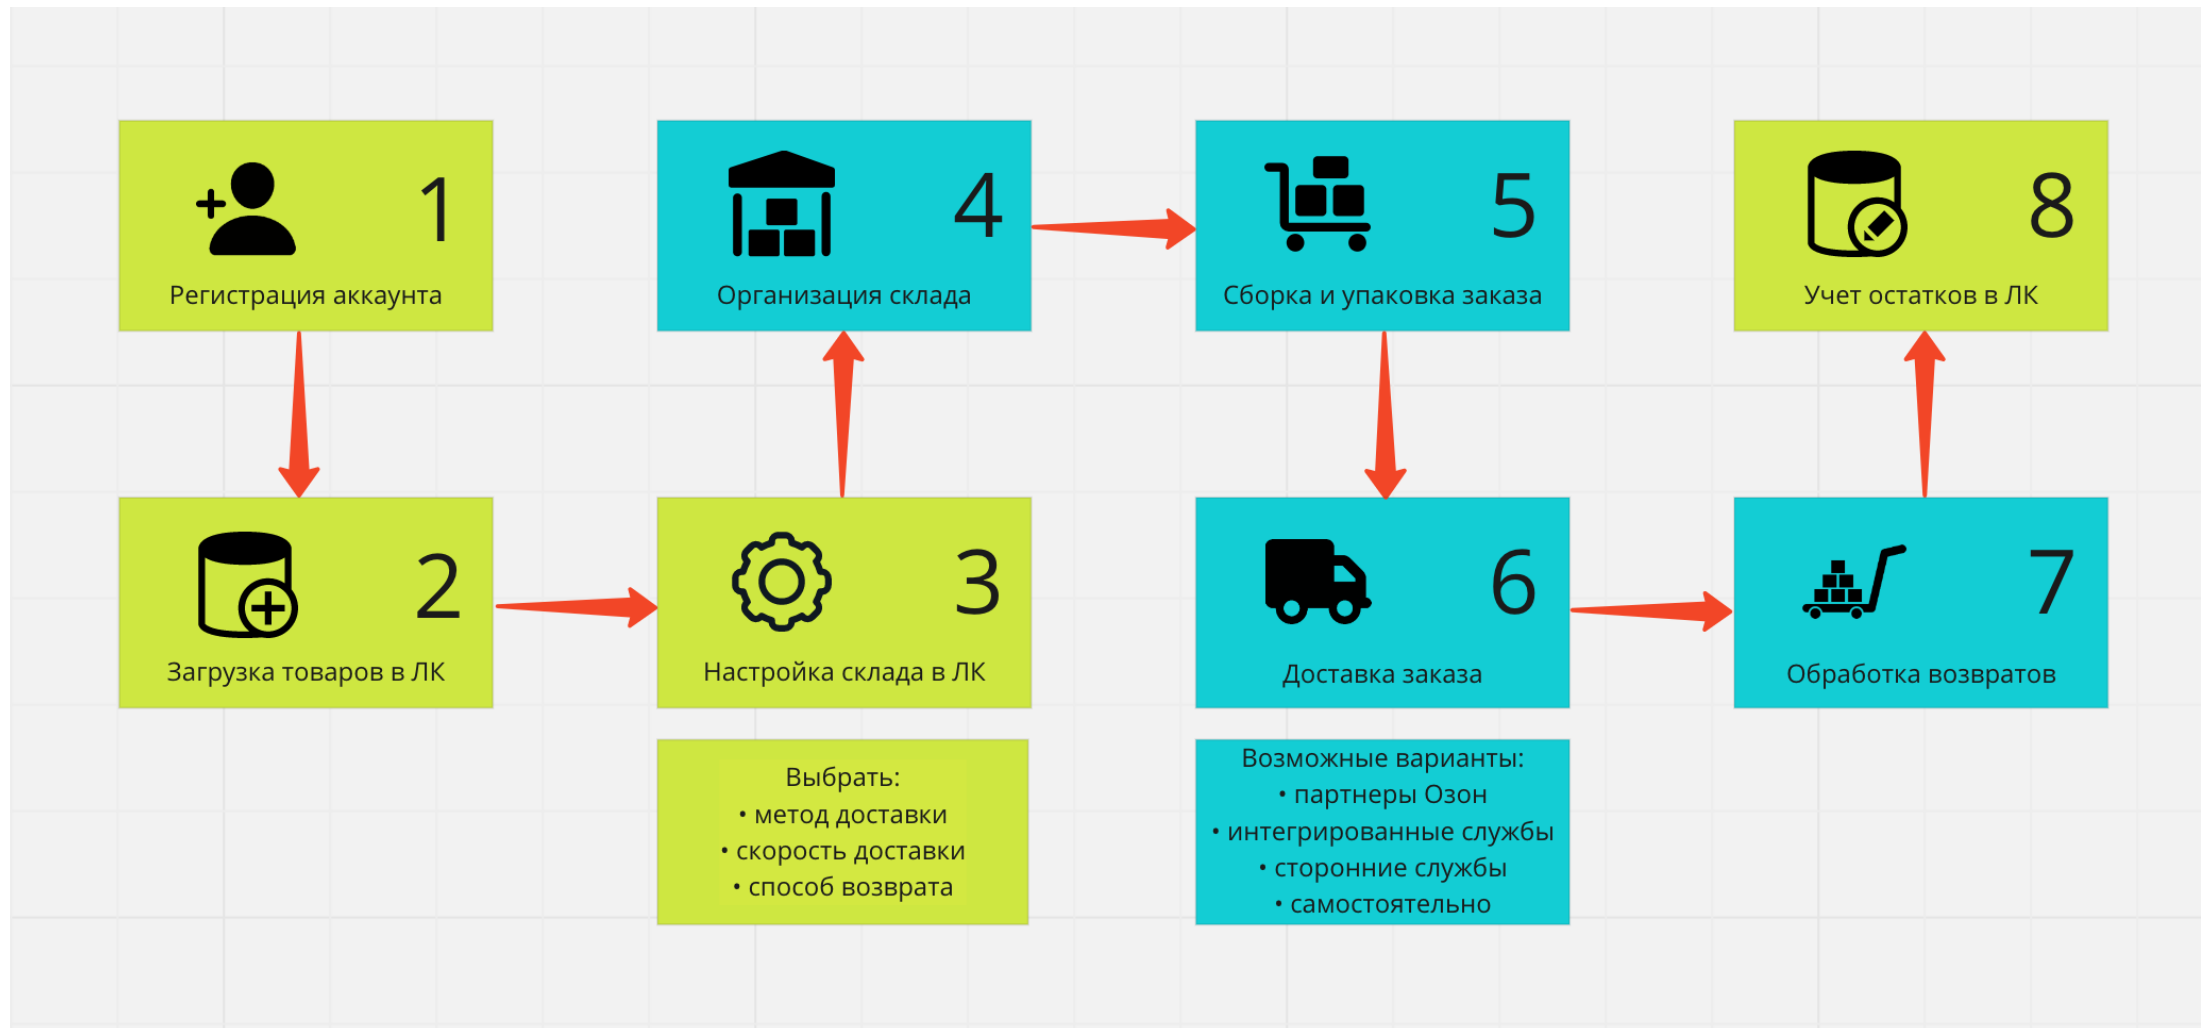 1
Регистрация аккаунта
2
Загрузка товаров в ЛК
3
Настройка склада в ЛК
Выбрать:
• метод доставки
• скорость доставки
• способ возврата
4
Организация склада
5
Сборка и упаковка заказа
6
Доставка заказа
Возможные варианты:
• партнеры Озон
• интегрированные службы
• сторонние службы
• самостоятельно
7
Обработка возвратов
8
Учет остатков в ЛК